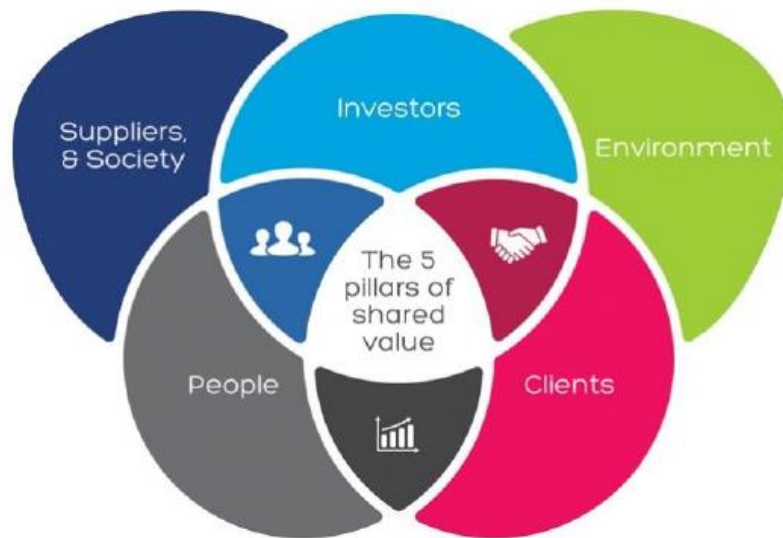 Suppliers,
& Society
Investors
Environment
The 5
pillars of
shared
value
People
Clients